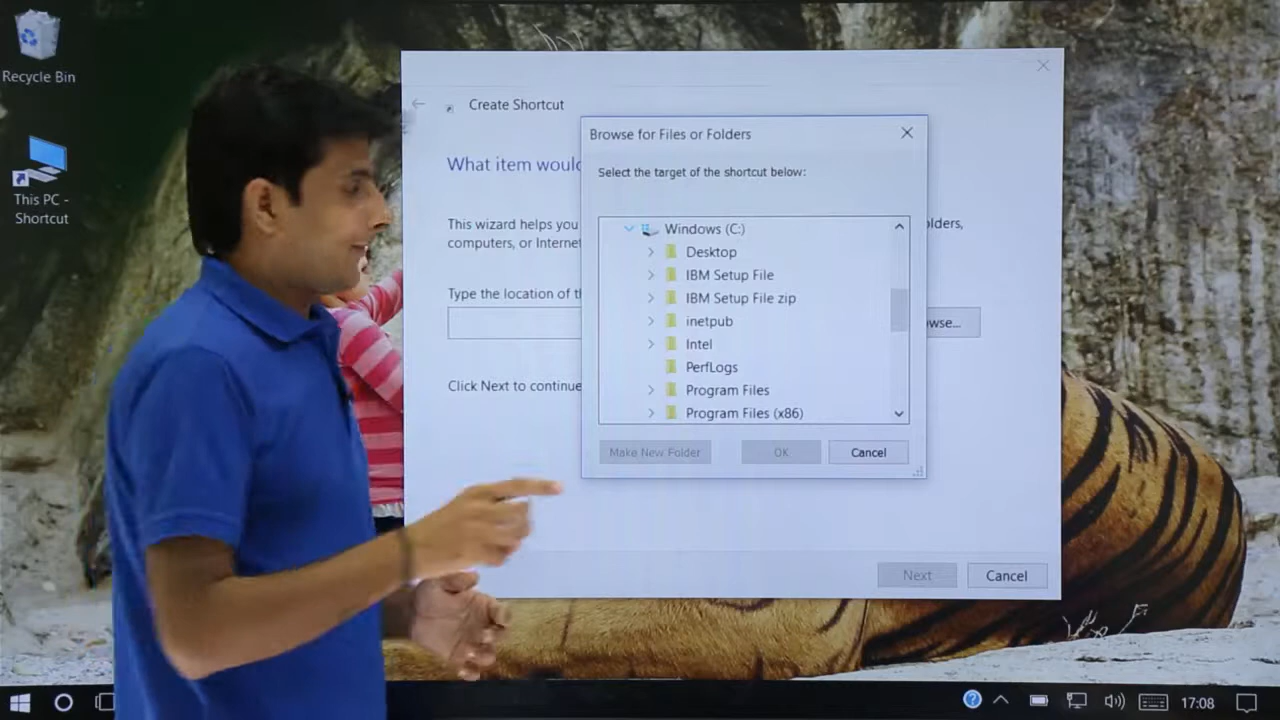 Recycle Bin
This PC -
Shortcut
Create Shortcut
What item would
This wizard helps you
olders,
computers, or Internet
Type the location of th
wse...
Click Next to continue
Browse for Files or Folders
Select the target of the shortcut below:
Windows (C:)
Desktop
IBM Setup File
IBM Setup File zip
inetpub
Intel
PerfLogs
Program Files
Program Files (x86)
Make New Folder
OK
Cancel
Next
Cancel
17:08